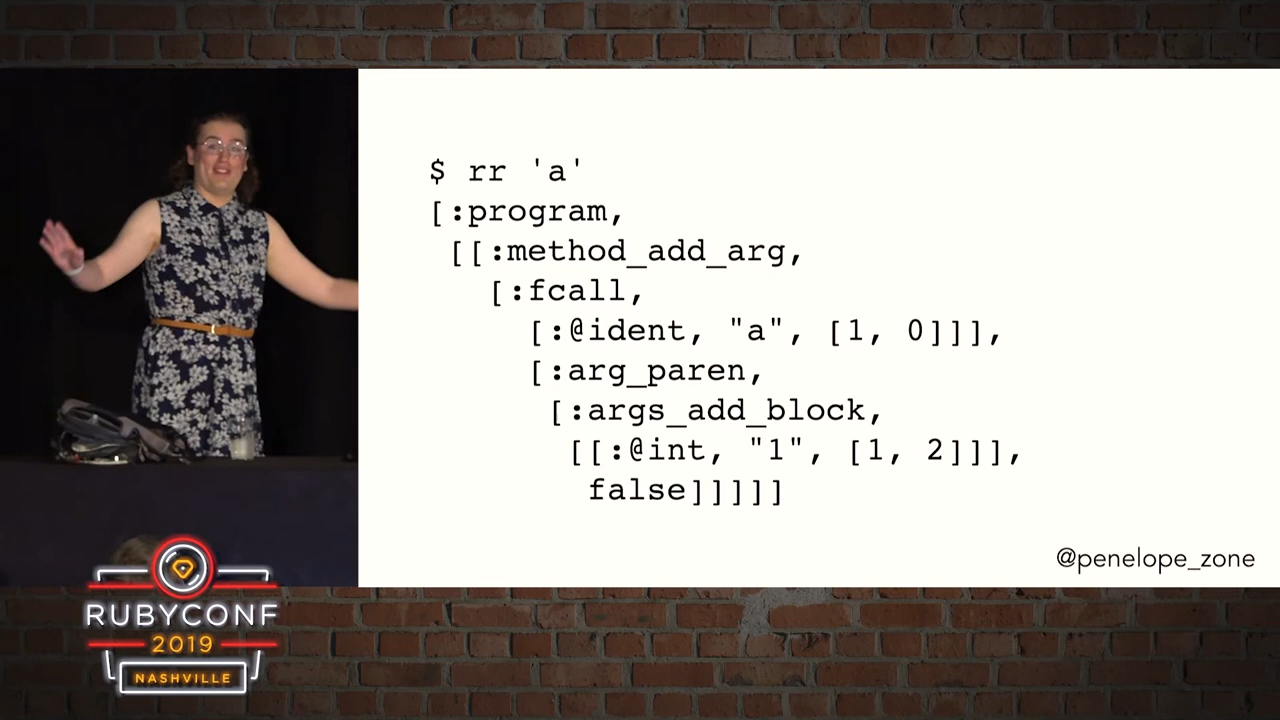 $ rr 'a'
[:program,
[[:method_add_arg,
[:fcall,
[:@ident, "a", [1, 0]]],
[:arg_paren,
[:args_add_block,
[[:@int, "1", [1, 2]]],
false]]]]]
@penelope_zone
RUBYCONF
2019
NASHVILLE